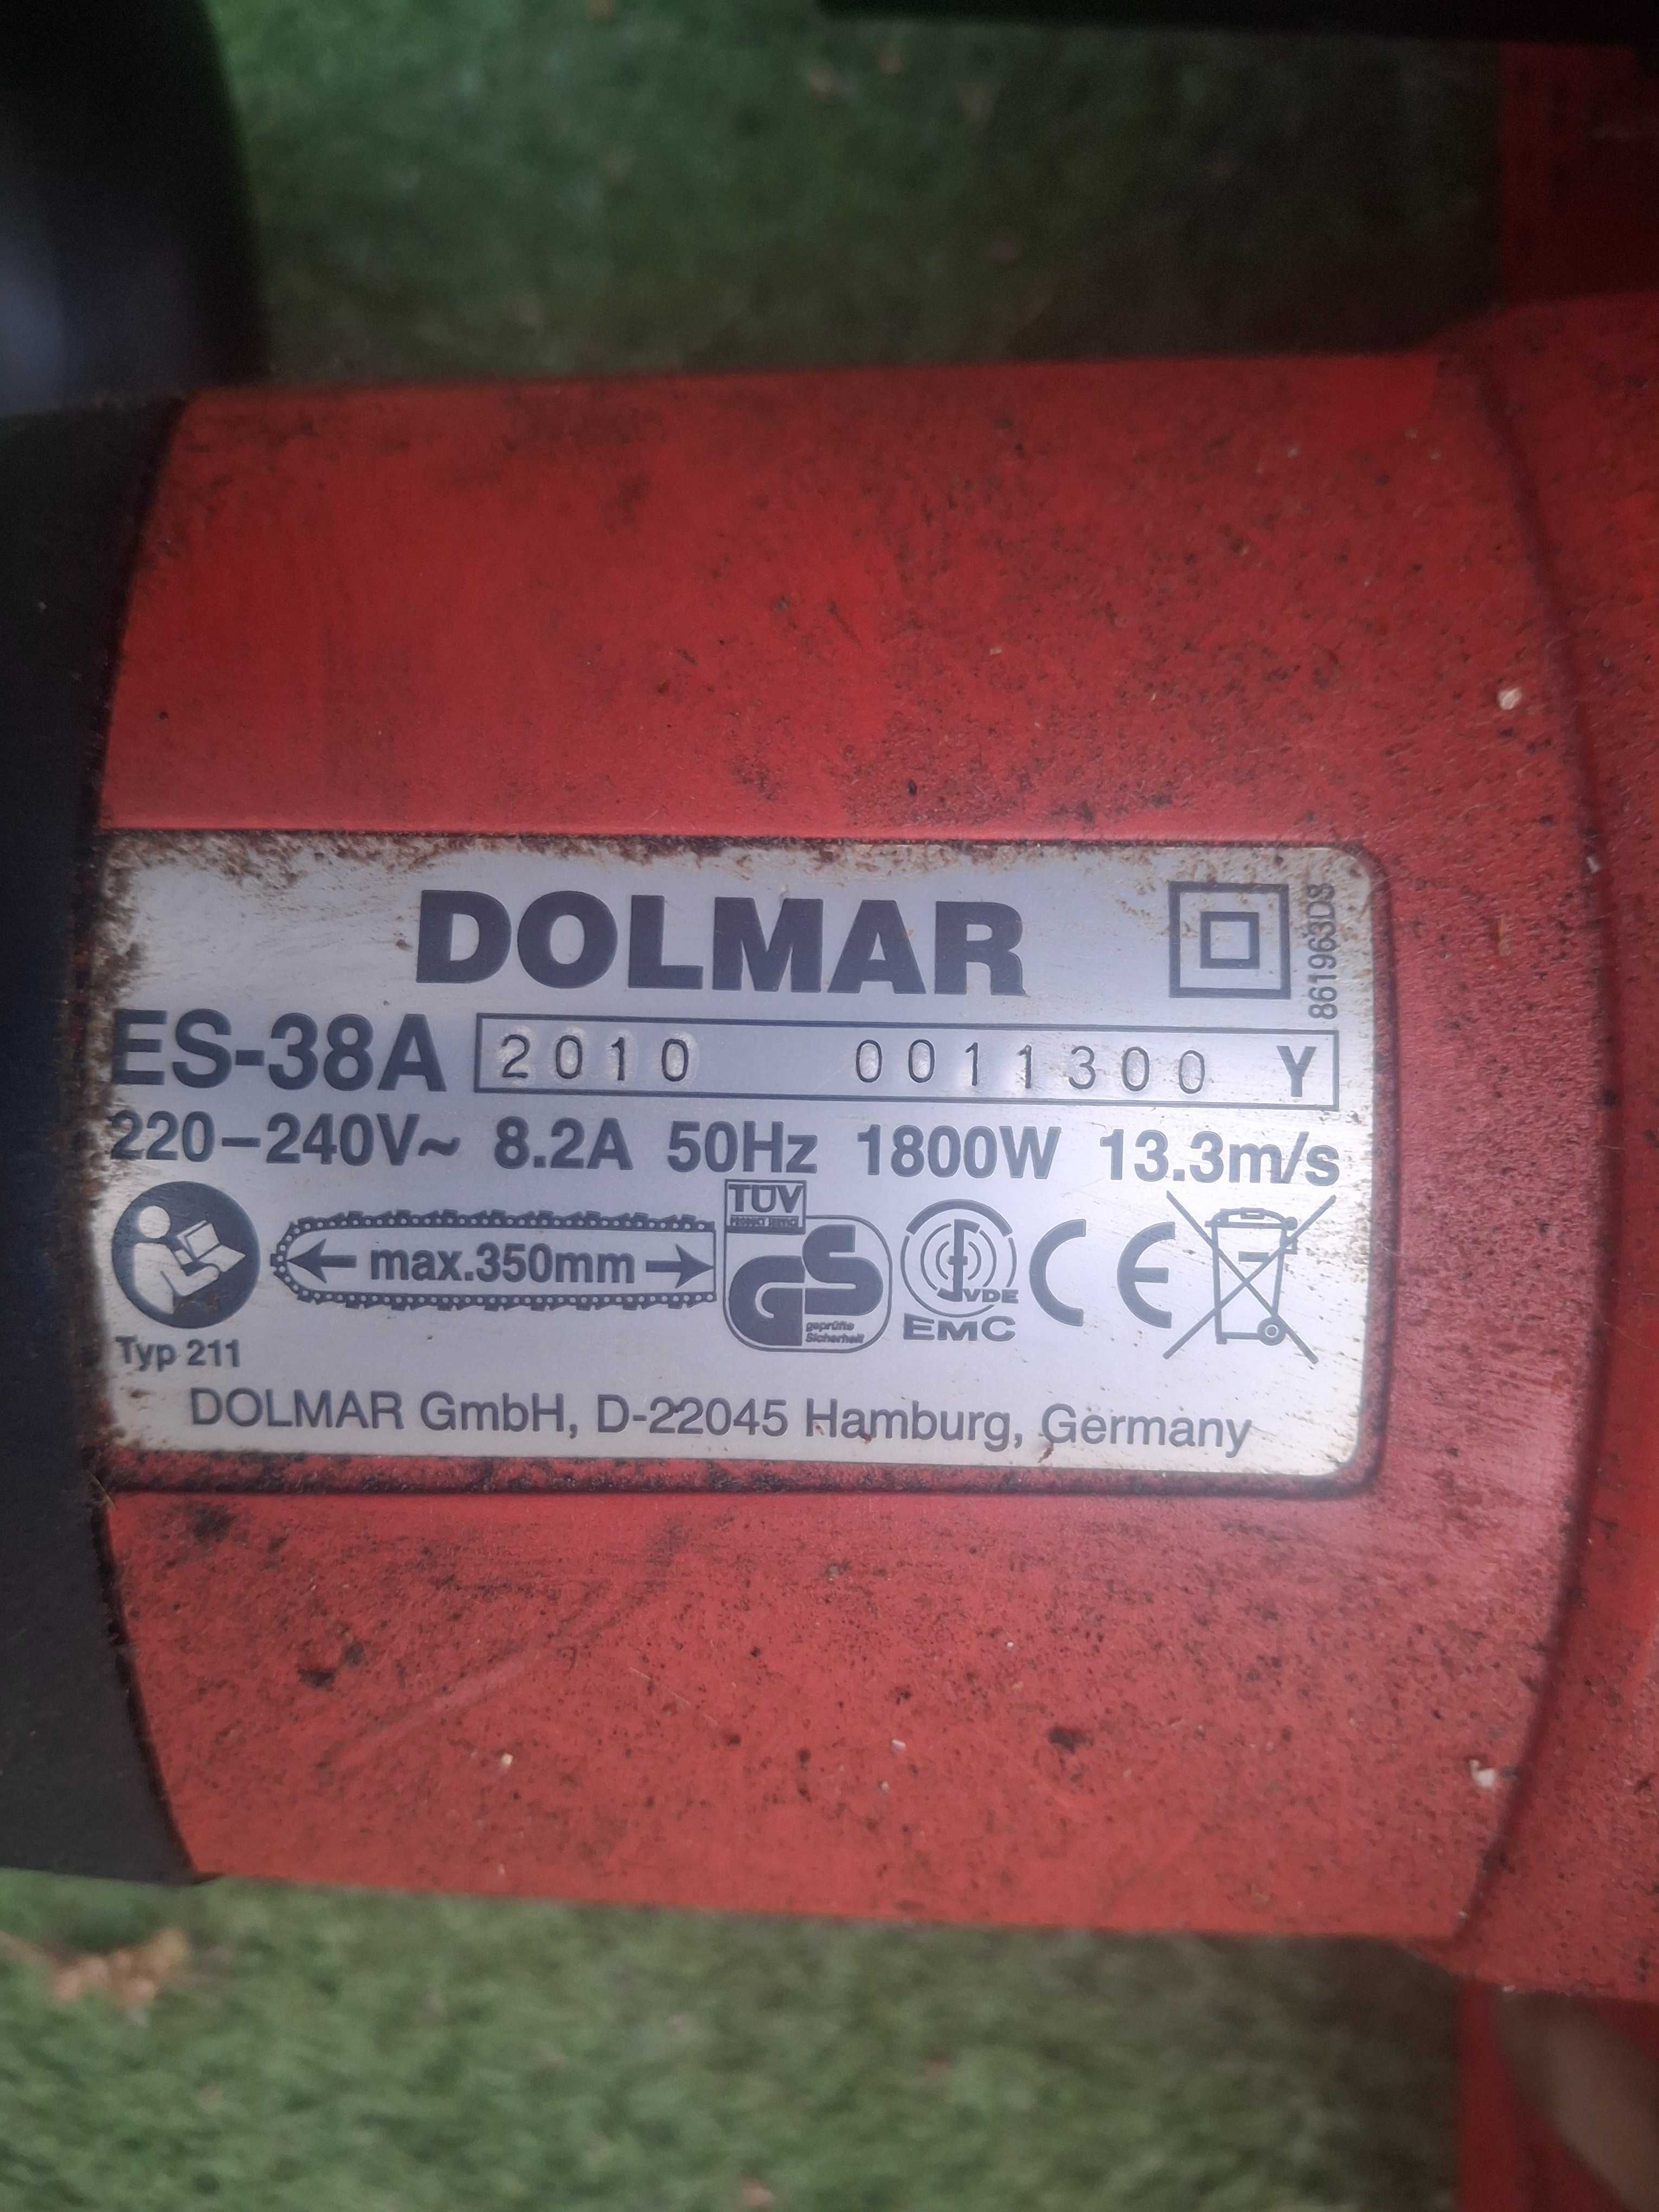 DOLMAR
861963D8
ES-38A 2010 0011300 Y
220–240V~ 8.2A 50Hz 1800W 13.3m/s
max.350mm
TÜV
PRODUCT SERVICE
GS
geprüfte
Sicherheit
VDE
EMC
CE
Typ 211
DOLMAR GmbH, D-22045 Hamburg, Germany